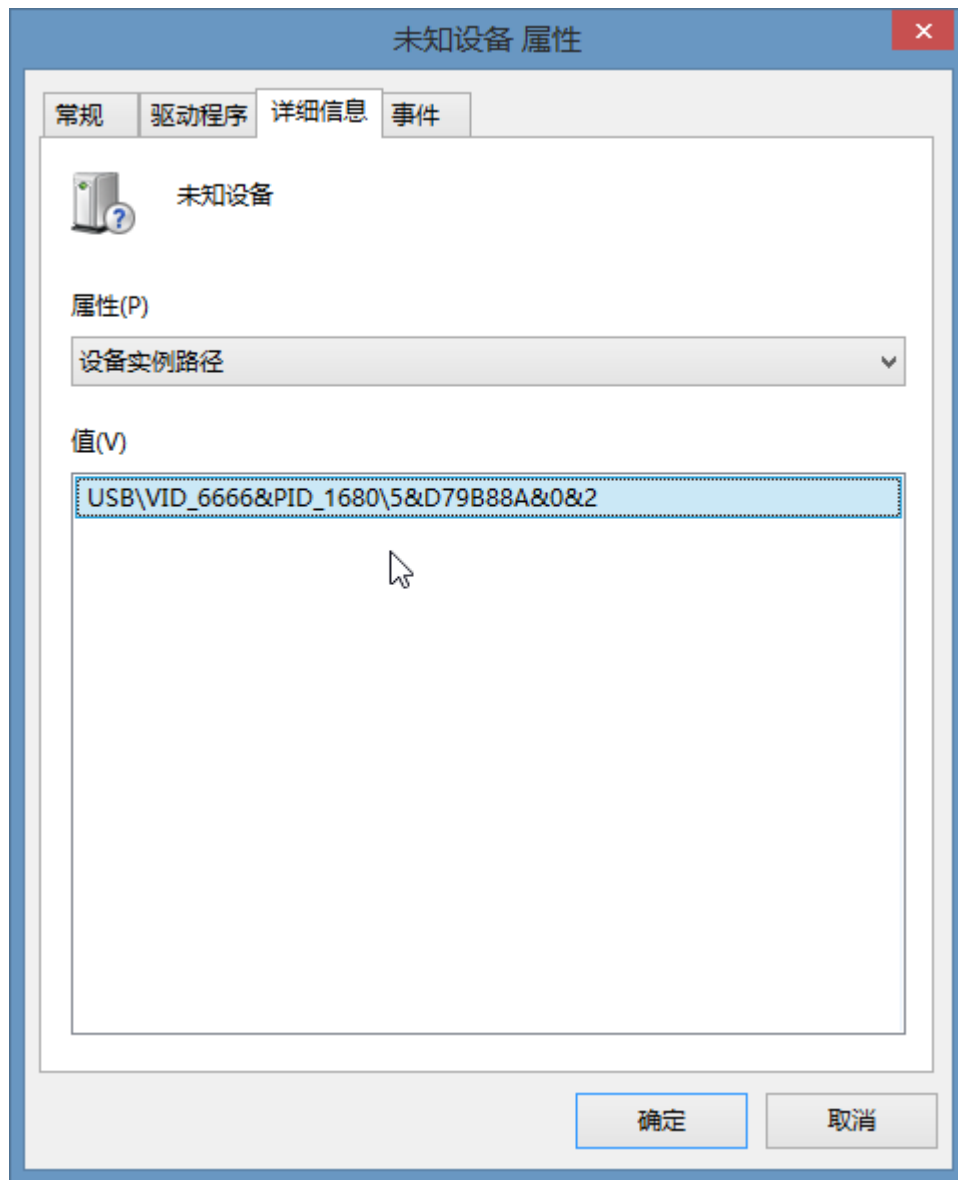 未知设备 属性
常规 驱动程序 详细信息 事件
未知设备
属性(P)
设备实例路径
值(V)
USB\VID_6666&PID_1680\5&D79B88A&0&2
确定 取消